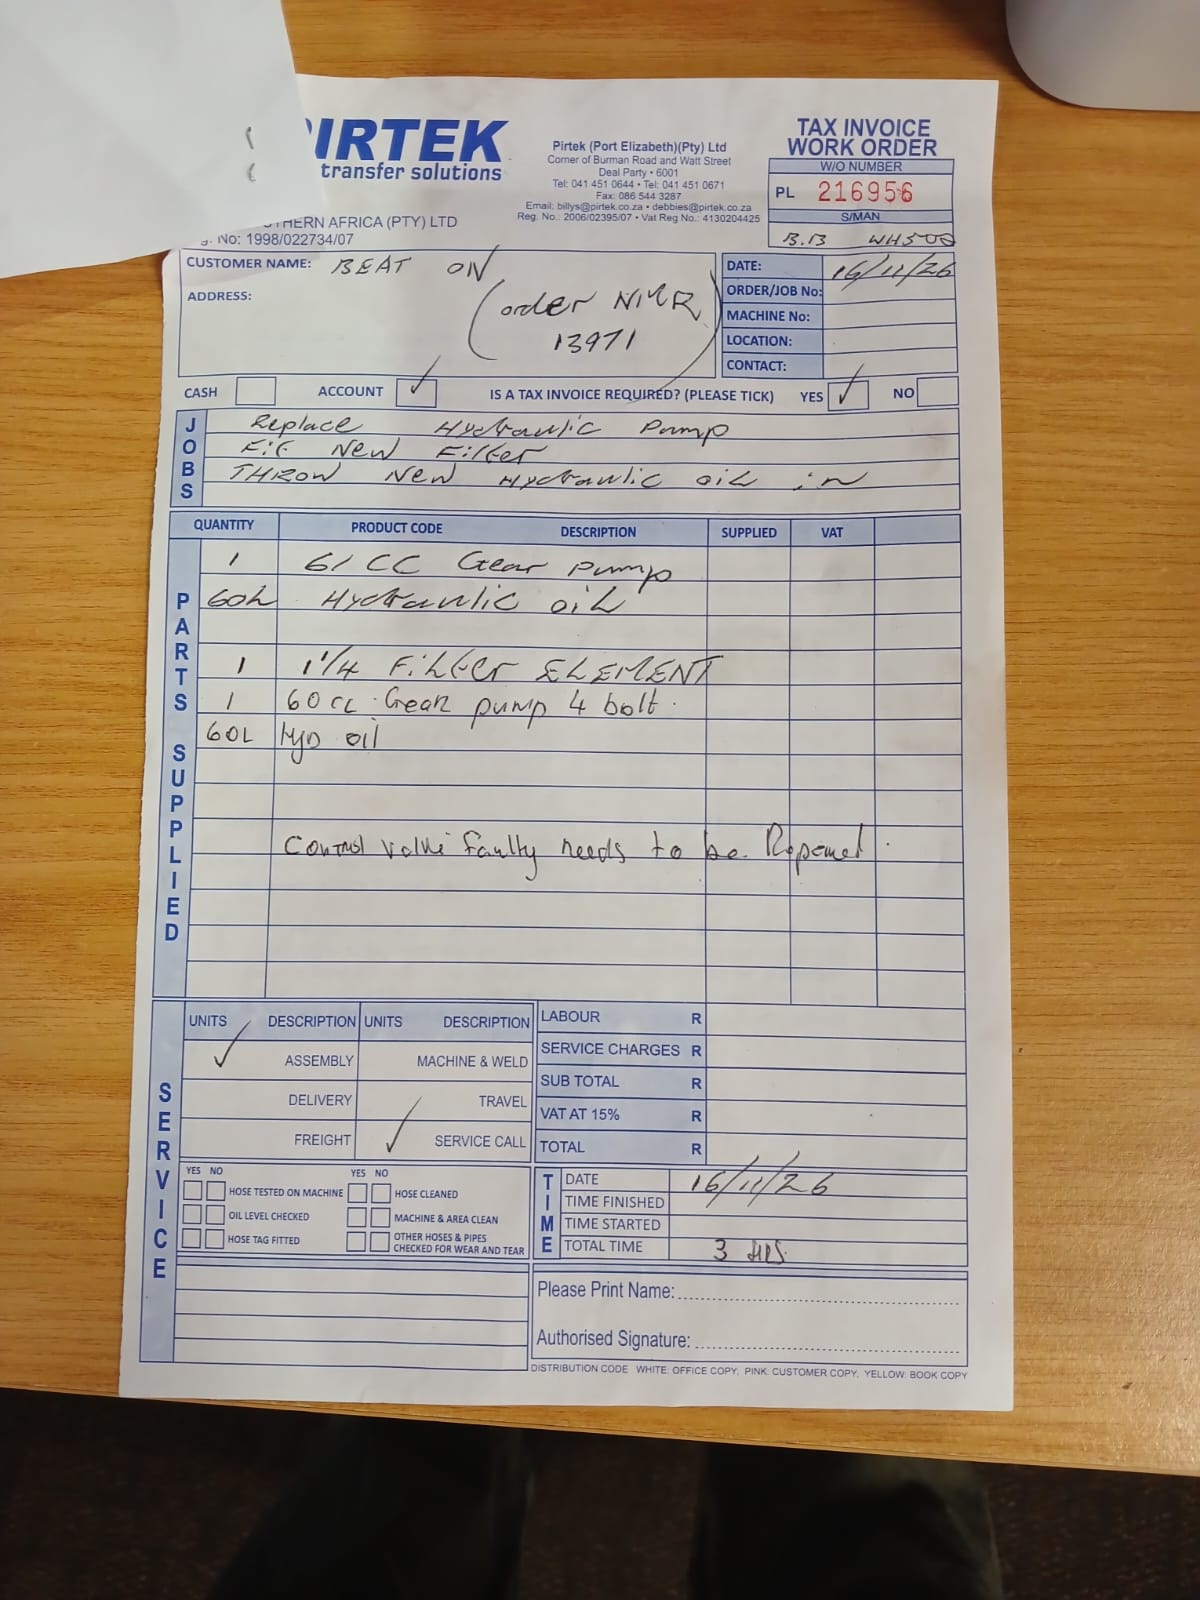 PIRTEK
transfer solutions
THERN AFRICA (PTY) LTD
No: 1998/022734/07
Pirtek (Port Elizabeth)(Pty) Ltd
Corner of Burman Road and Watt Street
Deal Party • 6001
Tel: 041 451 0644 • Tel: 041 451 0671
Fax: 086 544 3287
Email: billys@pirtek.co.za • debbies@pirtek.co.za
Reg. No.: 2006/02395/07 • Vat Reg No.: 4130204425
TAX INVOICE
WORK ORDER
W/O NUMBER
PL 216956
S/MAN
B.B
CUSTOMER NAME: BEAT ON
ADDRESS:
(order NMR
13971)
DATE: 16/11/26
ORDER/JOB No:
MACHINE No:
LOCATION:
CONTACT:
CASH ACCOUNT ✓ IS A TAX INVOICE REQUIRED? (PLEASE TICK) YES ✓ NO
JOBS
Replace Hydraulic Pump
Fit New Filter
THROW New Hydraulic oil in
QUANTITY PRODUCT CODE DESCRIPTION SUPPLIED VAT
PARTS SUPPLIED
1 61 CC Gear pump
60L Hydraulic oil
1 1 1/4 Filter ELEMENT
1 60cc Gear pump 4 bolt.
60L Hyd oil
Control valve faulty needs to be
SERVICE
UNITS DESCRIPTION UNITS DESCRIPTION
✓ ASSEMBLY MACHINE & WELD
DELIVERY TRAVEL
FREIGHT ✓ SERVICE CALL
LABOUR R
SERVICE CHARGES R
SUB TOTAL R
VAT AT 15% R
TOTAL R
YES NO YES NO
HOSE TESTED ON MACHINE HOSE CLEANED
OIL LEVEL CHECKED MACHINE & AREA CLEAN
HOSE TAG FITTED OTHER HOSES & PIPES
CHECKED FOR WEAR AND TEAR
TIME
DATE 16/11/26
TIME FINISHED
TIME STARTED
TOTAL TIME 3 HRS.
Please Print Name:
Authorised Signature:
DISTRIBUTION CODE WHITE: OFFICE COPY, PINK: CUSTOMER COPY, YELLOW: BOOK COPY